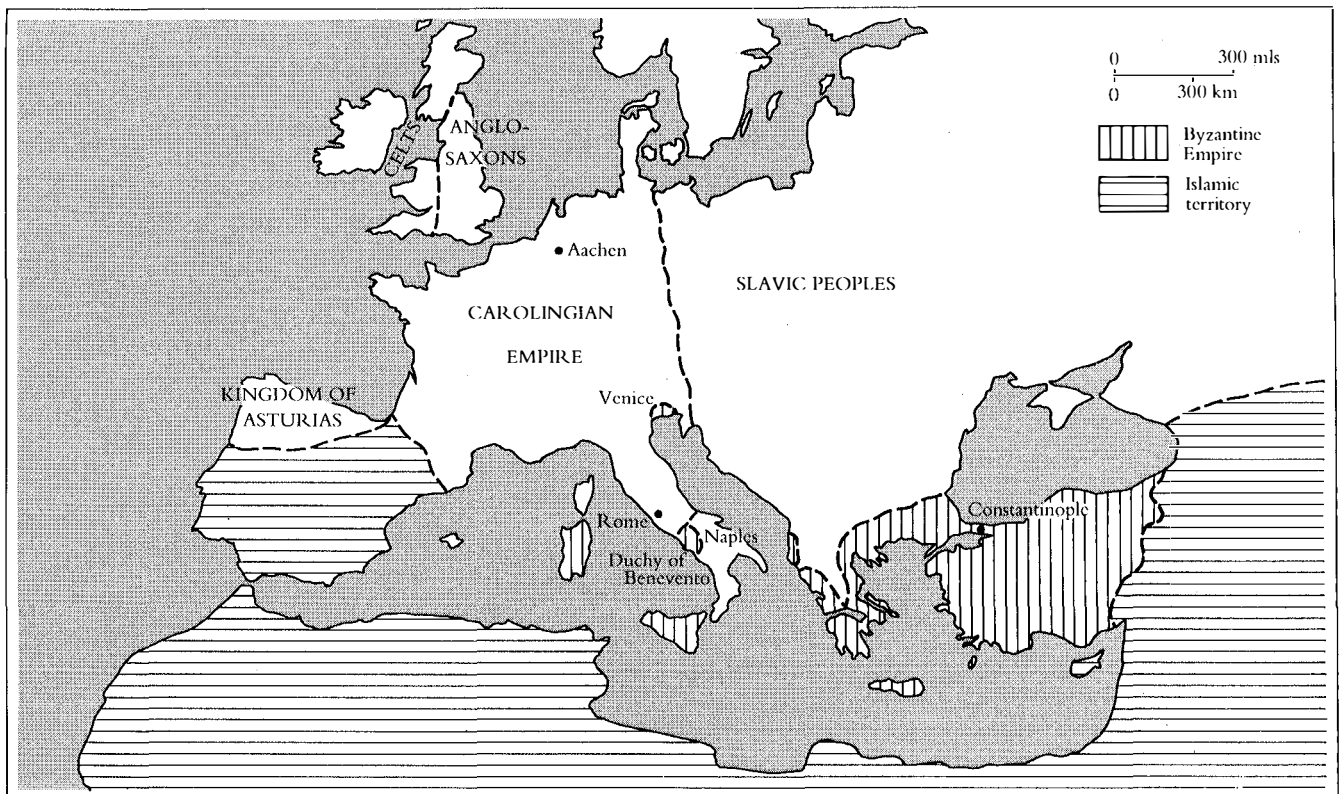 0 300 mls
0 300 km
Byzantine
Empire
Islamic
territory
CELTS
ANGLO-
SAXONS
Aachen
SLAVIC PEOPLES
CAROLINGIAN
EMPIRE
KINGDOM OF
ASTURIAS
Venice
Constantinople
Rome
Naples
Duchy of
Benevento